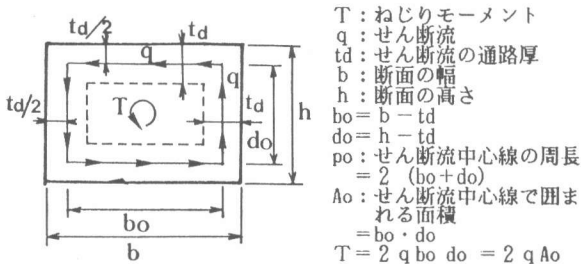 td/2
td
q
q
td/2
T
td
h
do
bo
b
T：ねじりモーメント
q：せん断流
td：せん断流の通路厚
b：断面の幅
h：断面の高さ
bo＝b－td
do＝h－td
po：せん断流中心線の周長
＝2 (bo＋do)
Ao：せん断流中心線で囲ま
れる面積
＝bo・do
T＝2 q bo do ＝2 q Ao